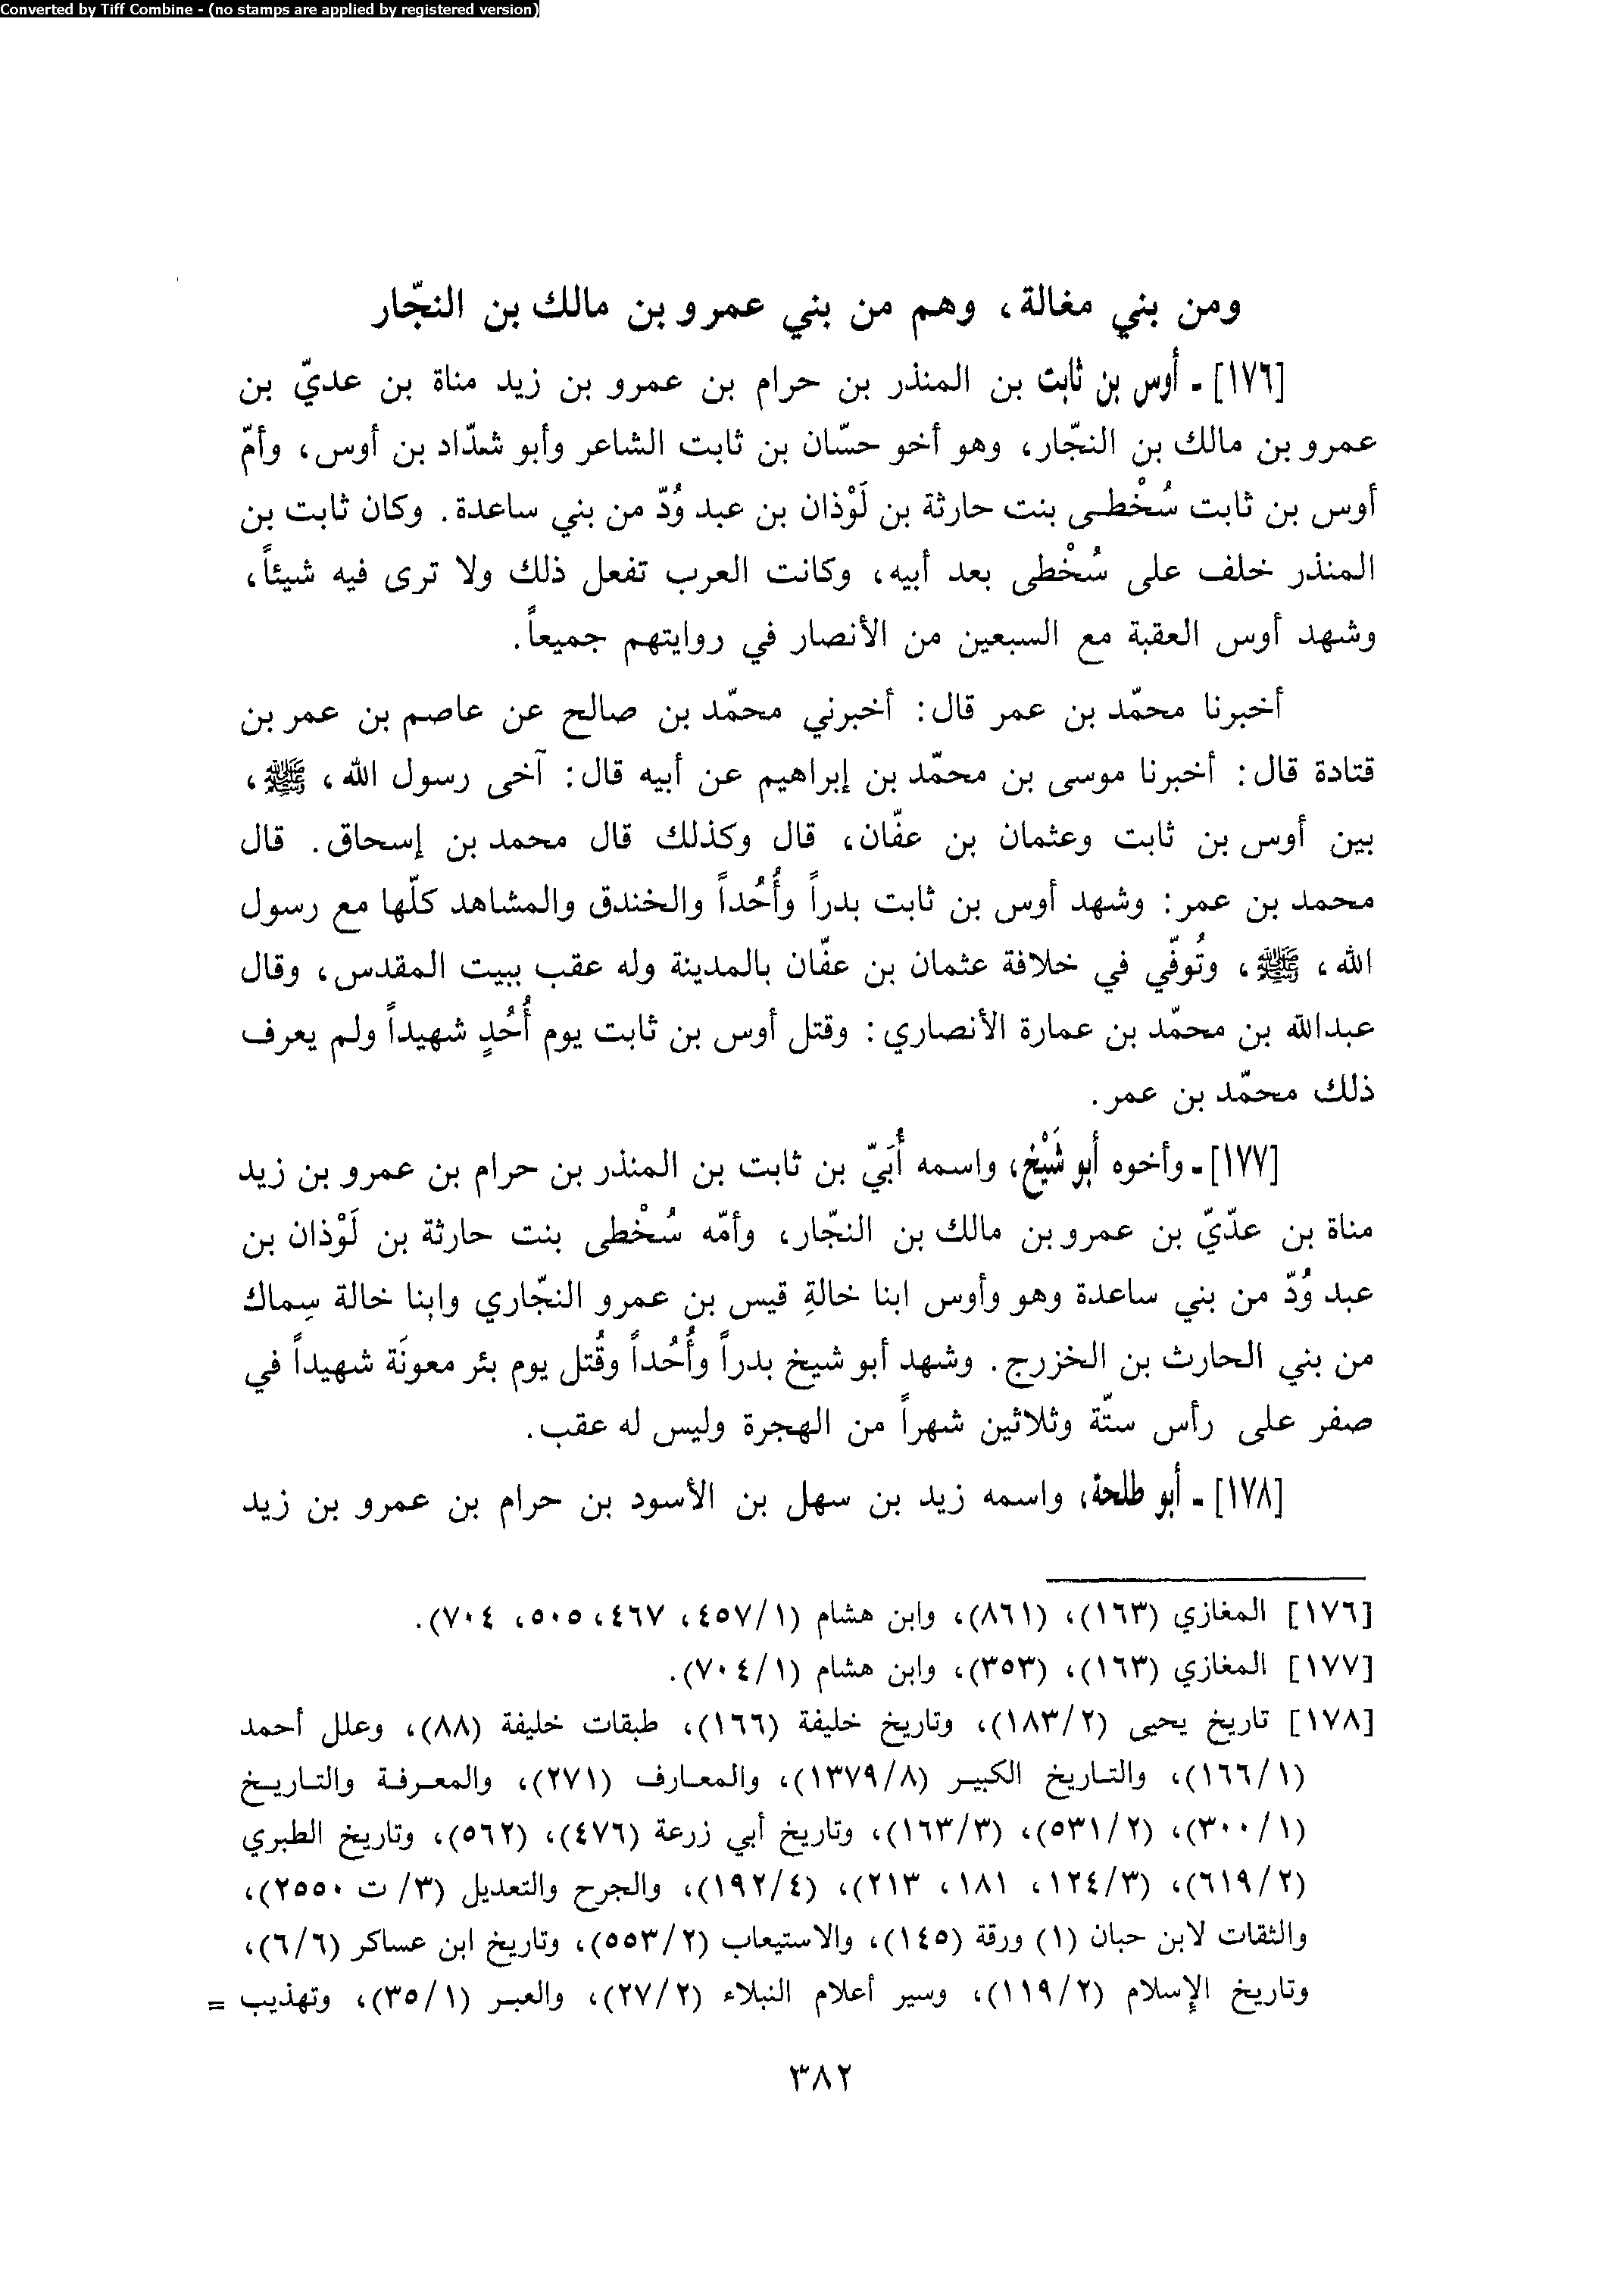 Converted by Tiff Combine - (no stamps are applied by registered version)
ومن بني مغالة، وهم من بني عمرو بن مالك بن النجّار
[١٧٦] - أوس بن ثابت بن المنذر بن حرام بن عمرو بن زيد مناة بن عديّ بن
عمرو بن مالك بن النجّار، وهو أخو حسّان بن ثابت الشاعر وأبو شدّاد بن أوس، وأمّ
أوس بن ثابت سُخْطى بنت حارثة بن لَوْذان بن عبد وُدّ من بني ساعدة. وكان ثابت بن
المنذر خلف على سُخْطى بعد أبيه، وكانت العرب تفعل ذلك ولا ترى فيه شيئاً،
وشهد أوس العقبة مع السبعين من الأنصار في روايتهم جميعاً.
أخبرنا محمّد بن عمر قال: أخبرني محمّد بن صالح عن عاصم بن عمر بن
قتادة قال: أخبرنا موسى بن محمّد بن إبراهيم عن أبيه قال: آخى رسول الله، ﷺ،
بين أوس بن ثابت وعثمان بن عفّان، قال وكذلك قال محمد بن إسحاق. قال
محمد بن عمر: وشهد أوس بن ثابت بدراً وأُحُداً والخندق والمشاهد كلّها مع رسول
الله، ﷺ، وتُوفّي في خلافة عثمان بن عفّان بالمدينة وله عقب ببيت المقدس، وقال
عبدالله بن محمّد بن عمارة الأنصاري: وقتل أوس بن ثابت يوم أُحُدٍ شهيداً ولم يعرف
ذلك محمّد بن عمر.
[١٧٧] - وأخوه أبو شَيْخ، واسمه أُبَيّ بن ثابت بن المنذر بن حرام بن عمرو بن زيد
مناة بن عدّيّ بن عمرو بن مالك بن النجّار، وأمّه سُخْطى بنت حارثة بن لَوْذان بن
عبد وُدّ من بني ساعدة وهو وأوس ابنا خالةِ قيس بن عمرو النجّاري وابنا خالة سِماك
من بني الحارث بن الخزرج. وشهد أبو شيخ بدراً وأُحُداً وقُتل يوم بئر معونَة شهيداً في
صفر على رأس ستّة وثلاثين شهراً من الهجرة وليس له عقب.
[١٧٨] - أبو طلحة، واسمه زيد بن سهل بن الأسود بن حرام بن عمرو بن زيد
[١٧٦] المغازي (١٦٣)، (٨٦١)، وابن هشام (٤٥٧/١، ٤٦٧، ٥٠٥، ٧٠٤).
[١٧٧] المغازي (١٦٣)، (٣٥٣)، وابن هشام (٧٠٤/١).
[١٧٨] تاريخ يحيى (١٨٣/٢)، وتاريخ خليفة (١٦٦)، طبقات خليفة (٨٨)، وعلل أحمد
(١٦٦/١)، والتاريخ الكبير (١٣٧٩/٨)، والمعارف (٢٧١)، والمعرفة والتاريخ
(٣٠٠/١)، (٥٣١/٢)، (١٦٣/٣)، وتاريخ أبي زرعة (٤٧٦)، (٥٦٢)، وتاريخ الطبري
(٦١٩/٢)، (١٢٤/٣، ١٨١، ٢١٣)، (١٩٢/٤)، والجرح والتعديل (٣/ ت ٢٥٥٠)،
والثقات لابن حبان (١) ورقة (١٤٥)، والاستيعاب (٥٥٣/٢)، وتاريخ ابن عساكر (٦/٦)،
وتاريخ الإسلام (١١٩/٢)، وسير أعلام النبلاء (٢٧/٢)، والعبر (٣٥/١)، وتهذيب =
٣٨٢